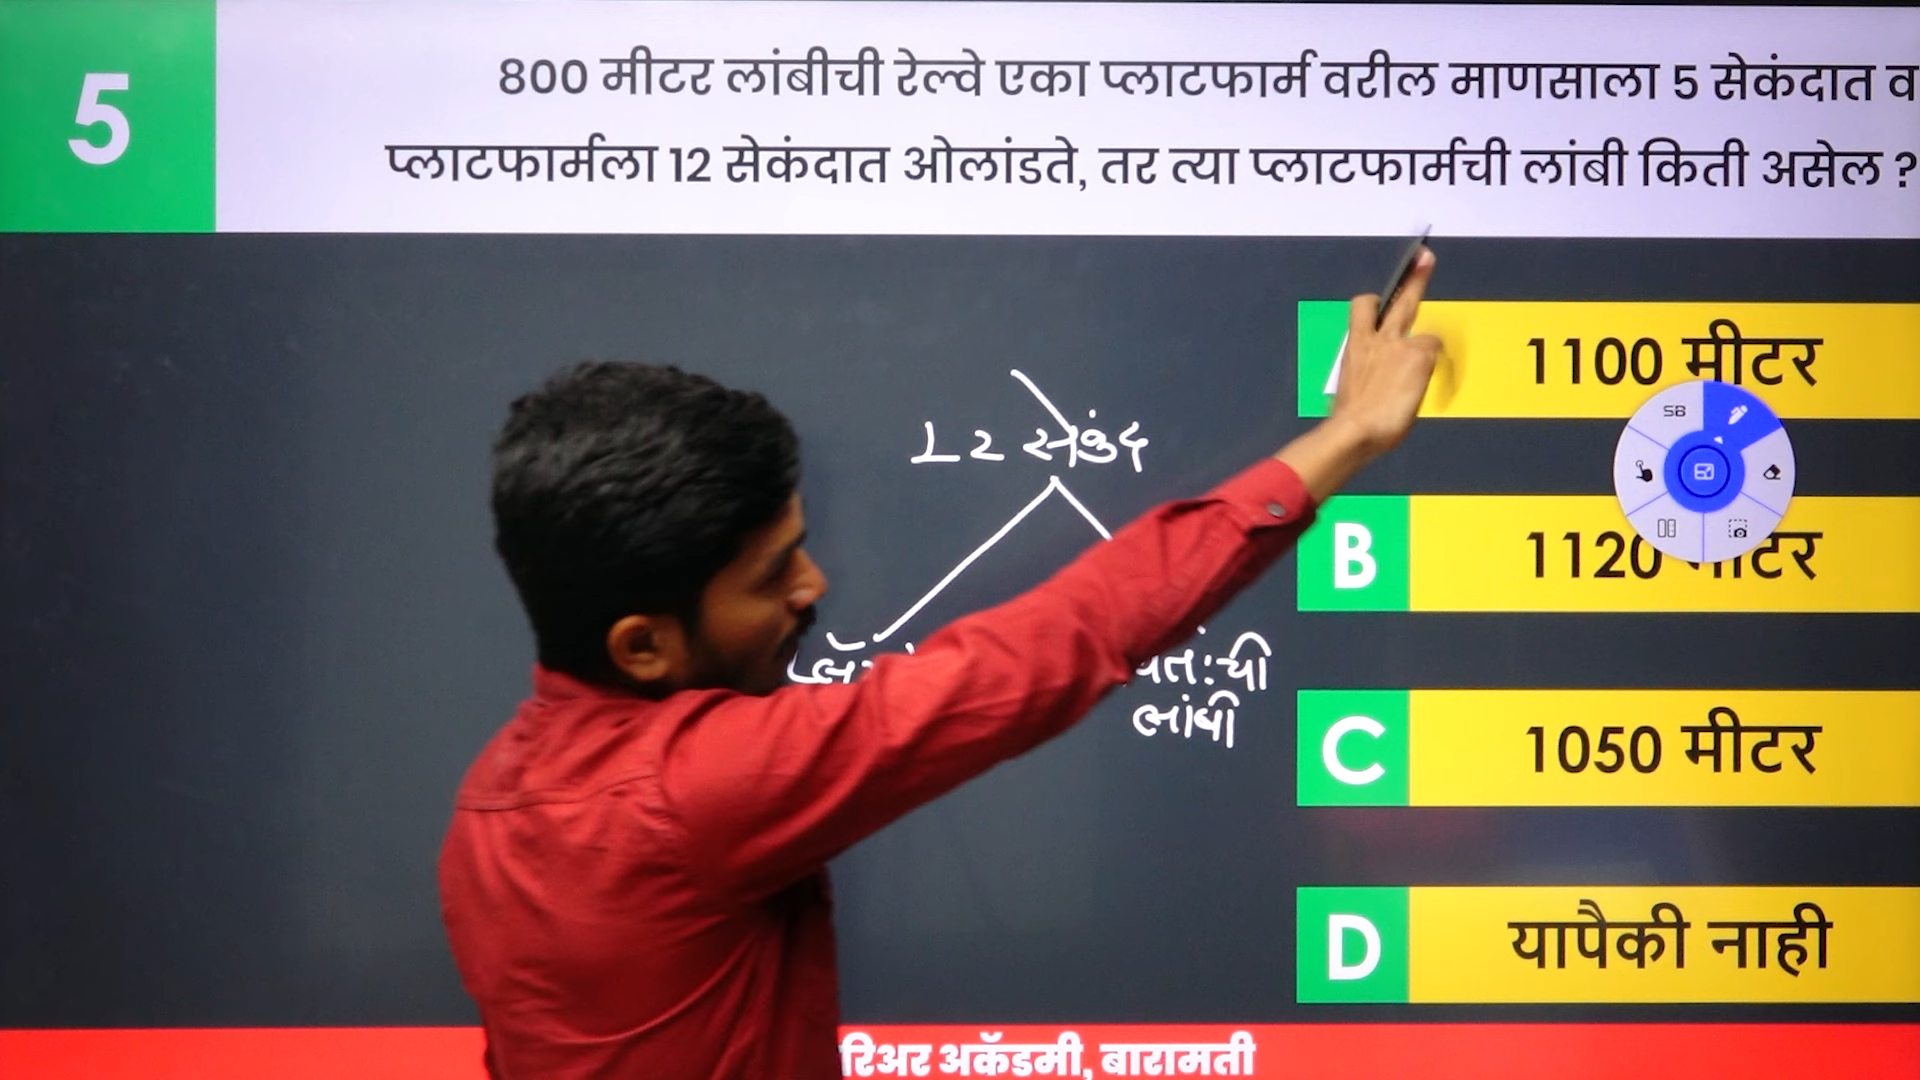 5
800 मीटर लांबीची रेल्वे एका प्लाटफार्म वरील माणसाला 5 सेकंदात व
प्लाटफार्मला 12 सेकंदात ओलांडते, तर त्या प्लाटफार्मची लांबी किती असेल ?
1100 मीटर
SB
12 सेकंद
B
1120
लांबी
C
1050 मीटर
D
यापैकी नाही
अकॅडमी, बारामती